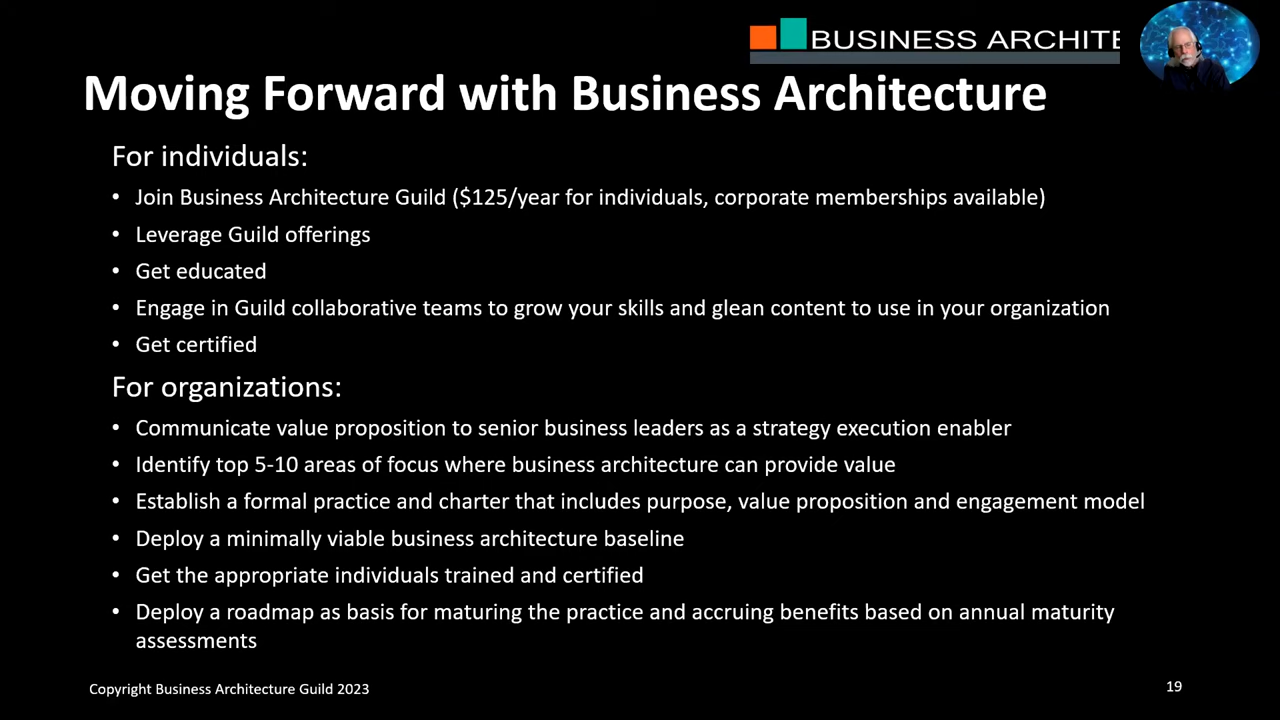 BUSINESS ARCHITE
Moving Forward with Business Architecture
For individuals:
• Join Business Architecture Guild ($125/year for individuals, corporate memberships available)
• Leverage Guild offerings
• Get educated
• Engage in Guild collaborative teams to grow your skills and glean content to use in your organization
• Get certified
For organizations:
• Communicate value proposition to senior business leaders as a strategy execution enabler
• Identify top 5-10 areas of focus where business architecture can provide value
• Establish a formal practice and charter that includes purpose, value proposition and engagement model
• Deploy a minimally viable business architecture baseline
• Get the appropriate individuals trained and certified
• Deploy a roadmap as basis for maturing the practice and accruing benefits based on annual maturity
assessments
Copyright Business Architecture Guild 2023
19